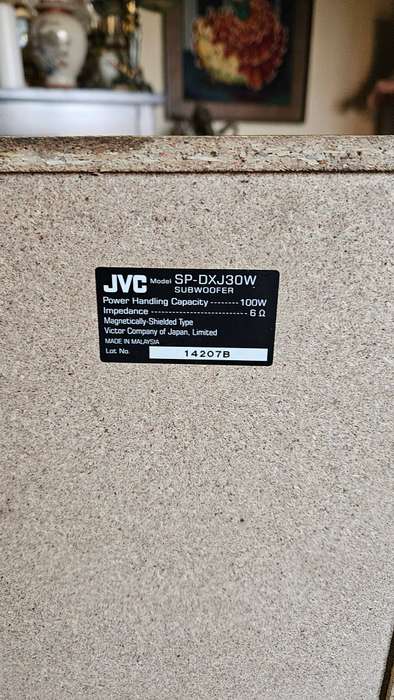 JVC Model SP-DXJ30W
SUBWOOFER
Power Handling Capacity -------- 100W
Impedance -------------------------- 6 Ω
Magnetically-Shielded Type
Victor Company of Japan, Limited
MADE IN MALAYSIA
Lot No. 14207B